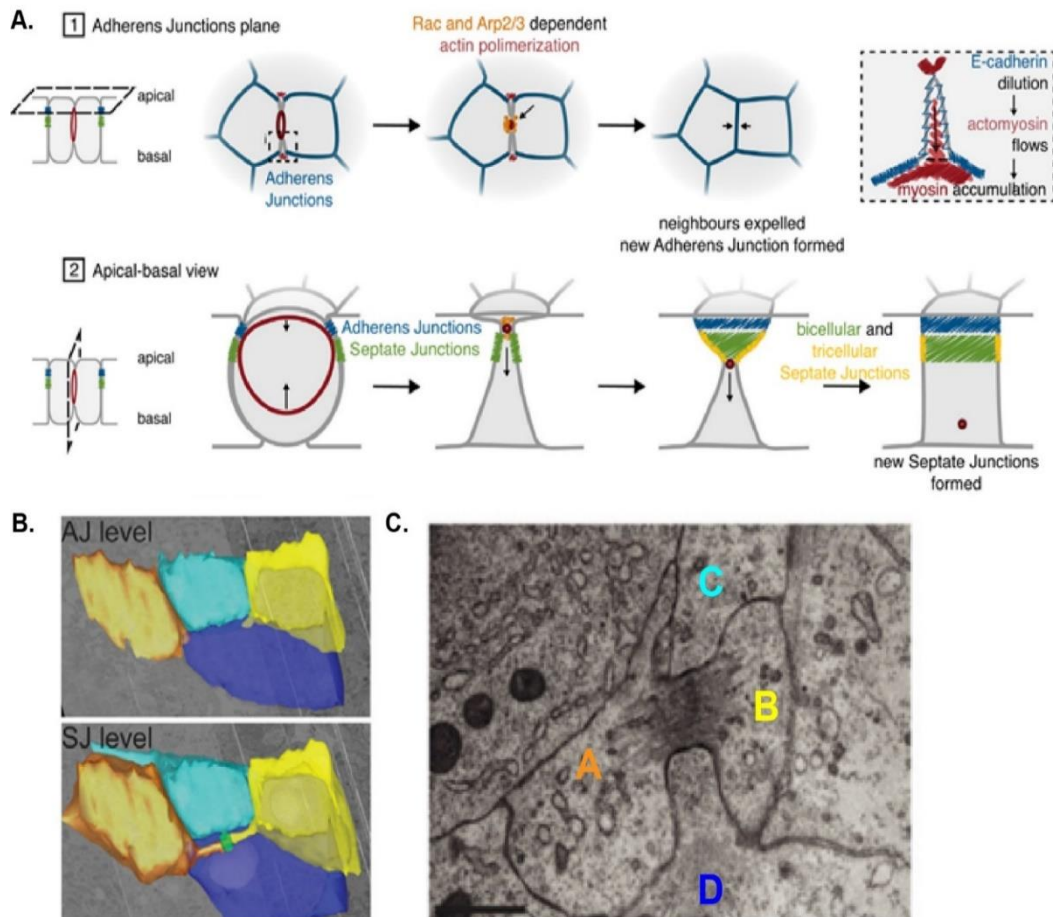 A.
1 Adherens Junctions plane
apical
basal
Adherens
Junctions
Rac and Arp2/3 dependent
actin polimerization
neighbours expelled
new Adherens Junction formed
E-cadherin
dilution
actomyosin
flows
myosin accumulation
2 Apical-basal view
apical
basal
Adherens Junctions
Septate Junctions
bicellular and
tricellular
Septate Junctions
new Septate Junctions
formed
B.
AJ level
SJ level
C.
C
B
A
D